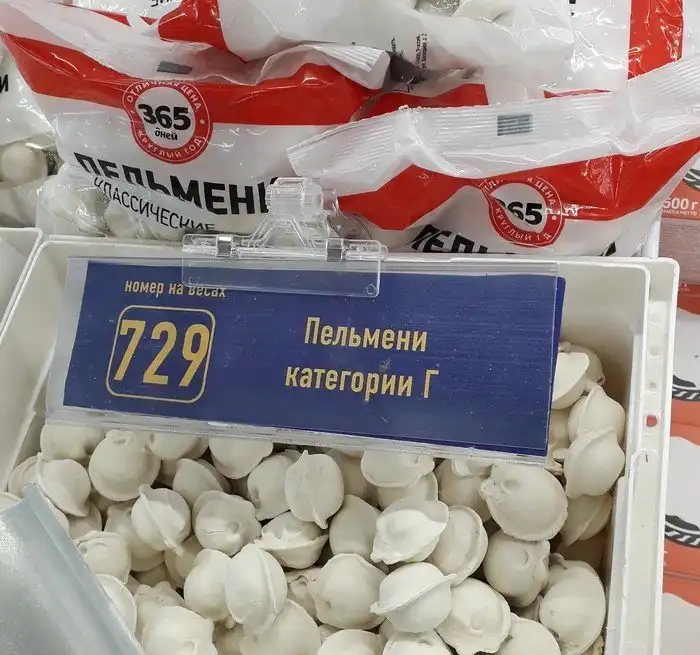 ОТЛИЧНАЯ ЦЕНА
365
дней
КРУГЛЫЙ ГОД
ПЕЛЬМЕНИ
КЛАССИЧЕСКИЕ
365
500 г
номер на весах
729
Пельмени
категории Г